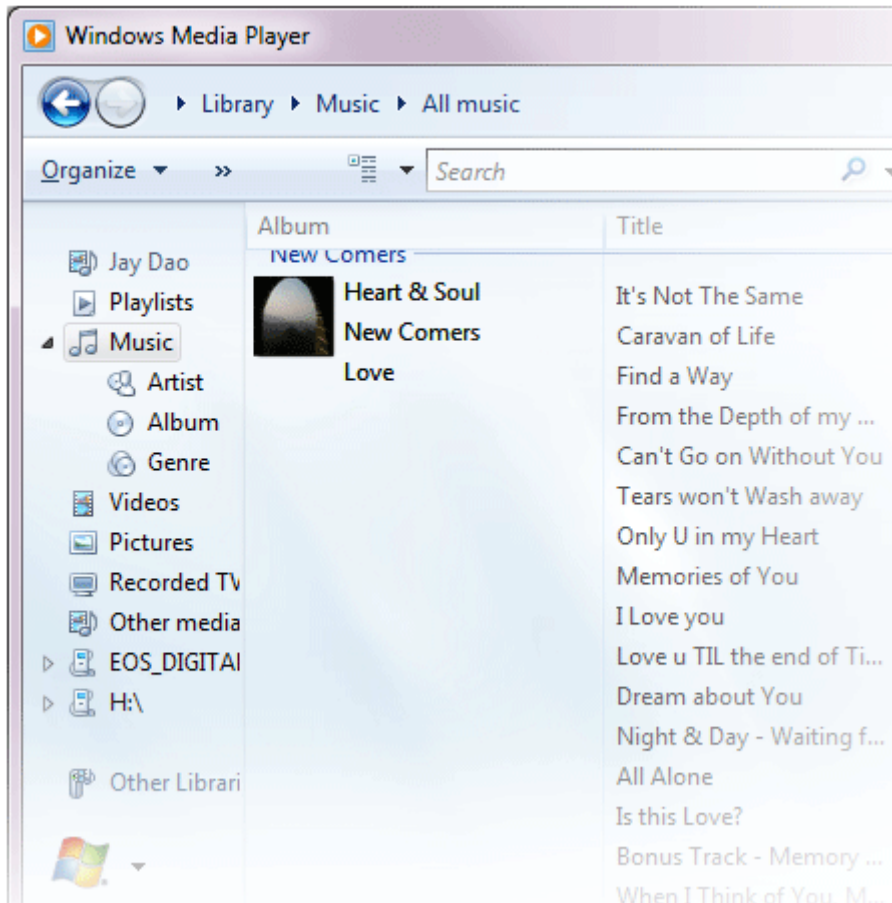 Windows Media Player
Library Music All music
Organize » Search
Album Title
New Comers
Jay Dao
Playlists
Music
Artist
Album
Genre
Videos
Pictures
Recorded TV
Other media
EOS_DIGITAL
H:\
Other Librari
Heart & Soul
New Comers
Love
It's Not The Same
Caravan of Life
Find a Way
From the Depth of my ...
Can't Go on Without You
Tears won't Wash away
Only U in my Heart
Memories of You
I Love you
Love u TIL the end of Ti...
Dream about You
Night & Day - Waiting f...
All Alone
Is this Love?
Bonus Track - Memory ...
When I Think of You M...